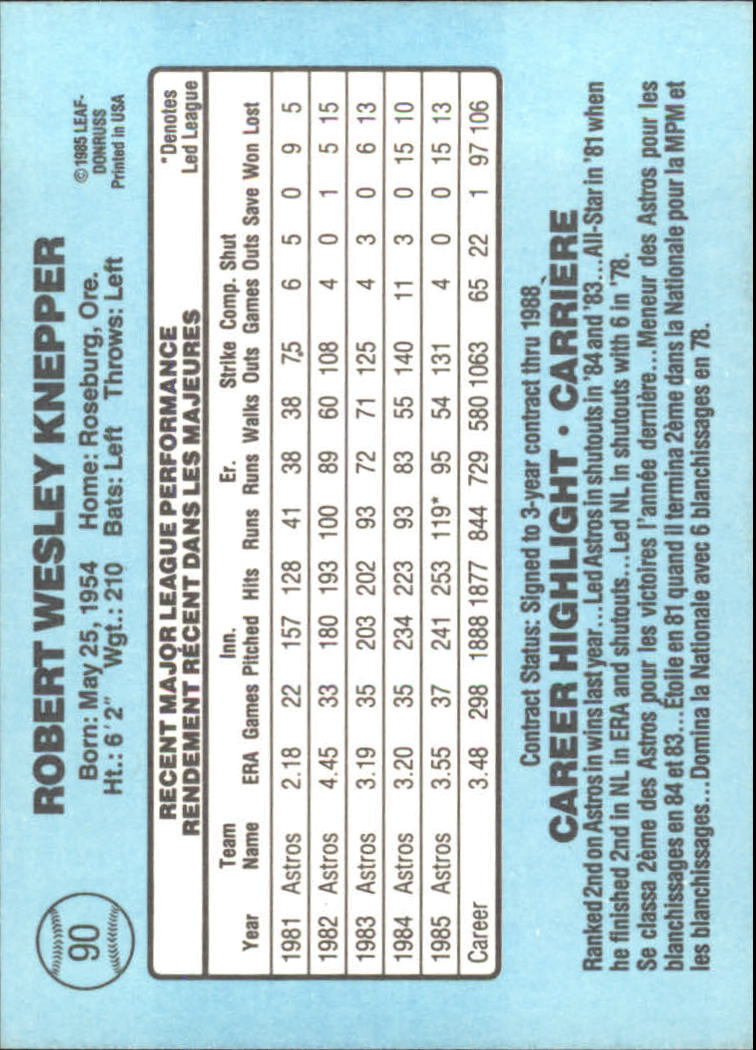 90
ROBERT WESLEY KNEPPER
Born: May 25, 1954 Home: Roseburg, Ore.
Ht.: 6'2" Wgt.: 210 Bats: Left Throws: Left
©1985 LEAF-
DONRUSS
Printed in USA
RECENT MAJOR LEAGUE PERFORMANCE
RENDEMENT RÉCENT DANS LES MAJEURES
*Denotes
Led League
Team Inn. Er. Strike Comp. Shut
Year Name ERA Games Pitched Hits Runs Runs Walks Outs Games Outs Save Won Lost
1981 Astros 2.18 22 157 128 41 38 38 75 6 5 0 9 5
1982 Astros 4.45 33 180 193 100 89 60 108 4 0 1 5 15
1983 Astros 3.19 35 203 202 93 72 71 125 4 3 0 6 13
1984 Astros 3.20 35 234 223 93 83 55 140 11 3 0 15 10
1985 Astros 3.55 37 241 253 119* 95 54 131 4 0 0 15 13
Career 3.48 298 1888 1877 844 729 580 1063 65 22 1 97 106
Contract Status: Signed to 3-year contract thru 1988
CAREER HIGHLIGHT • CARRIÈRE
Ranked 2nd on Astros in wins last year...Led Astros in shutouts in '84 and '83...All-Star in '81 when
he finished 2nd in NL in ERA and shutouts...Led NL in shutouts with 6 in '78.
Se classa 2ème des Astros pour les victoires l'année dernière...Meneur des Astros pour les
blanchissages en 84 et 83...Étoile en 81 quand il termina 2ème dans la Nationale pour la MPM et
les blanchissages...Domina la Nationale avec 6 blanchissages en 78.